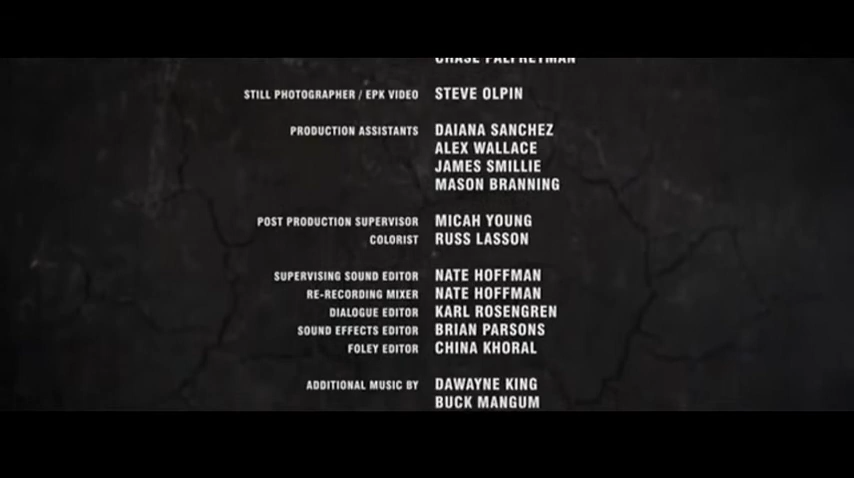 CHASE PALFREYMAN
STILL PHOTOGRAPHER / EPK VIDEO STEVE OLPIN
PRODUCTION ASSISTANTS DAIANA SANCHEZ
ALEX WALLACE
JAMES SMILLIE
MASON BRANNING
POST PRODUCTION SUPERVISOR MICAH YOUNG
COLORIST RUSS LASSON
SUPERVISING SOUND EDITOR NATE HOFFMAN
RE-RECORDING MIXER NATE HOFFMAN
DIALOGUE EDITOR KARL ROSENGREN
SOUND EFFECTS EDITOR BRIAN PARSONS
FOLEY EDITOR CHINA KHORAL
ADDITIONAL MUSIC BY DAWAYNE KING
BUCK MANGUM